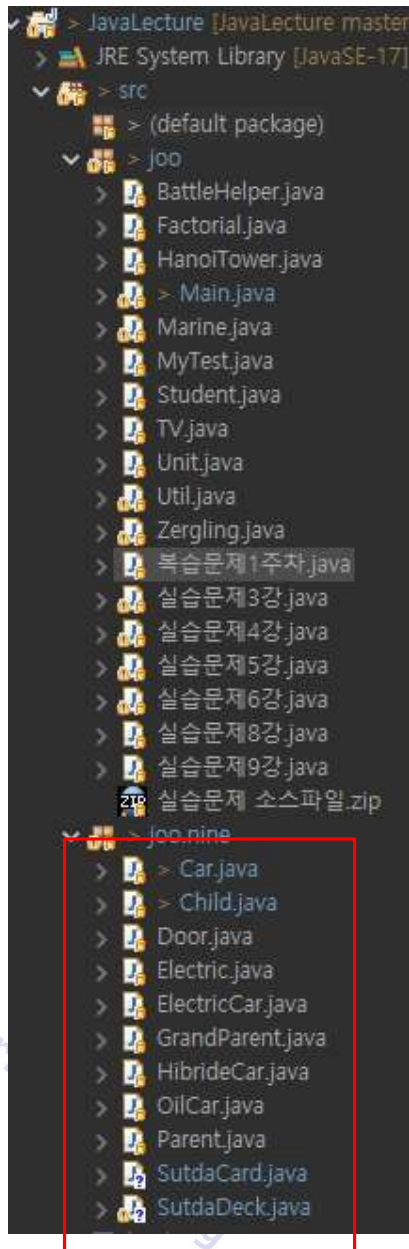 > JavaLecture [JavaLecture master
> JRE System Library [JavaSE-17]
> src
> (default package)
> joo
> BattleHelper.java
> Factorial.java
> HanoiTower.java
> > Main.java
> Marine.java
> MyTest.java
> Student.java
> TV.java
> Unit.java
> Util.java
> Zergling.java
> 복습문제1주차.java
> 실습문제3강.java
> 실습문제4강.java
> 실습문제5강.java
> 실습문제6강.java
> 실습문제8강.java
> 실습문제9강.java
ZIP 실습문제 소스파일.zip
> joo.nine
> > Car.java
> > Child.java
> Door.java
> Electric.java
> ElectricCar.java
> GrandParent.java
> HibrideCar.java
> OilCar.java
> Parent.java
> SutdaCard.java
> SutdaDeck.java